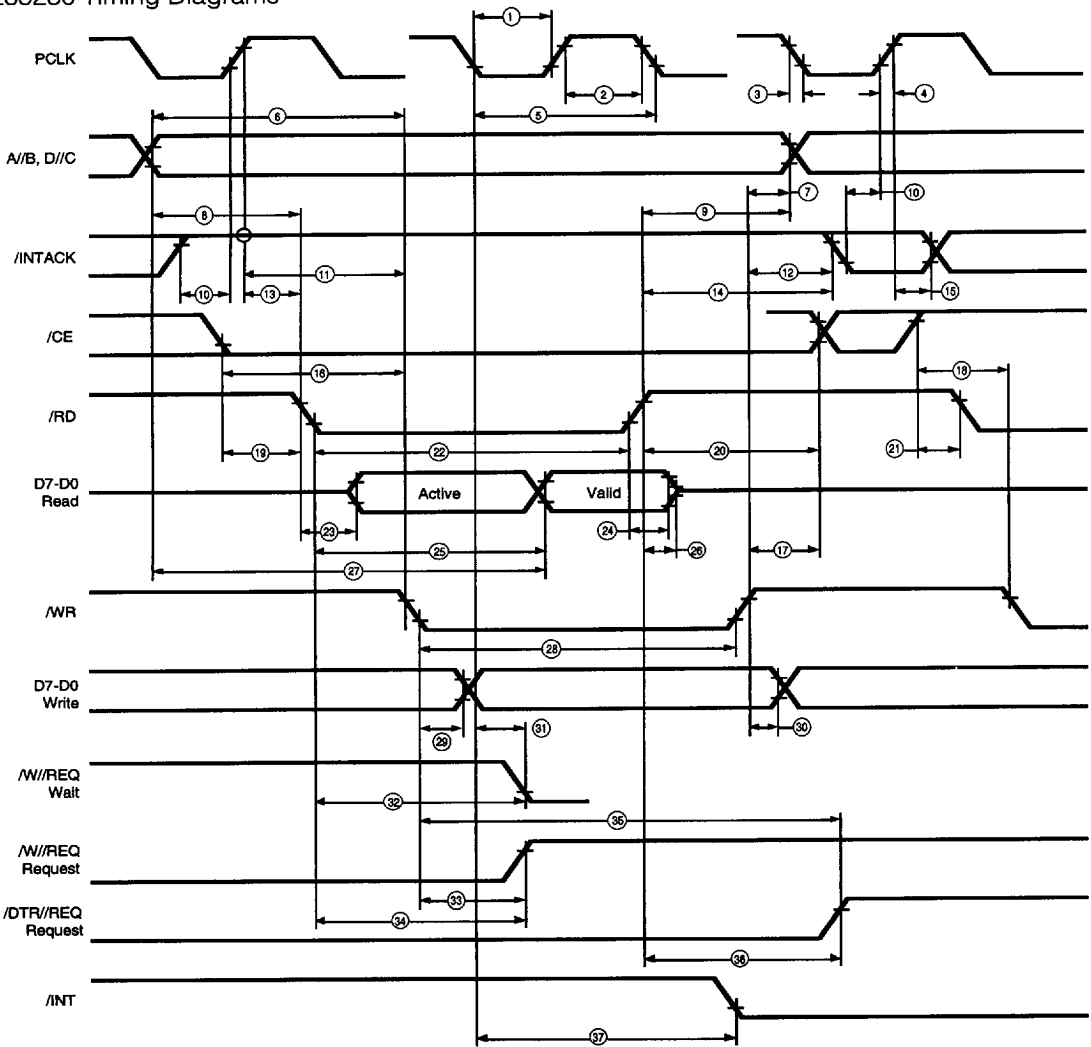 Timing Diagrams
1
PCLK
2
3
4
5
6
A//B, D//C
7
10
8
9
/INTACK
11
12
10
13
14
15
/CE
16
18
/RD
19
22
20
21
D7-D0
Read
Active
Valid
23
24
25
26
17
27
/WR
28
D7-D0
Write
29
31
30
/W//REQ
Wait
32
35
/W//REQ
Request
33
34
/DTR//REQ
Request
36
/INT
37